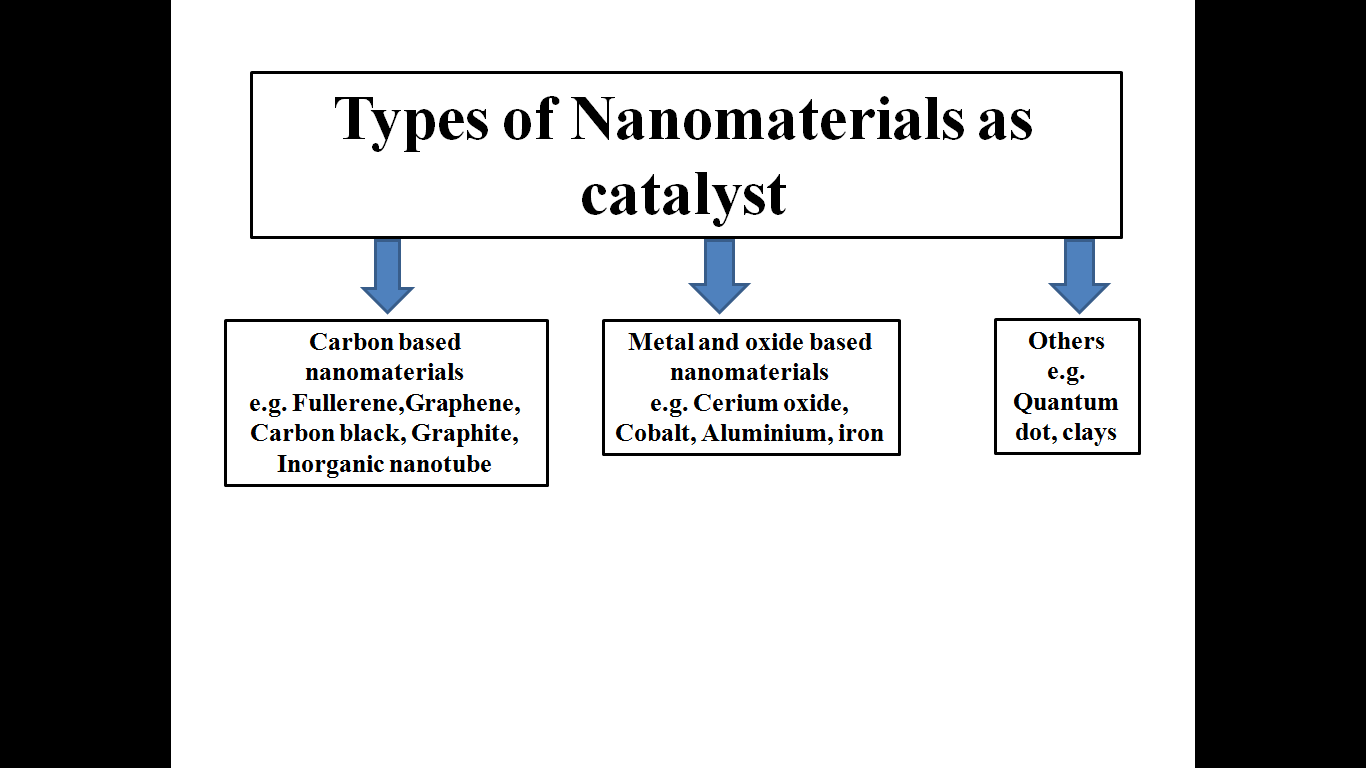 Types of Nanomaterials as
catalyst
Carbon based
nanomaterials
e.g. Fullerene,Graphene,
Carbon black, Graphite,
Inorganic nanotube
Metal and oxide based
nanomaterials
e.g. Cerium oxide,
Cobalt, Aluminium, iron
Others
e.g.
Quantum
dot, clays